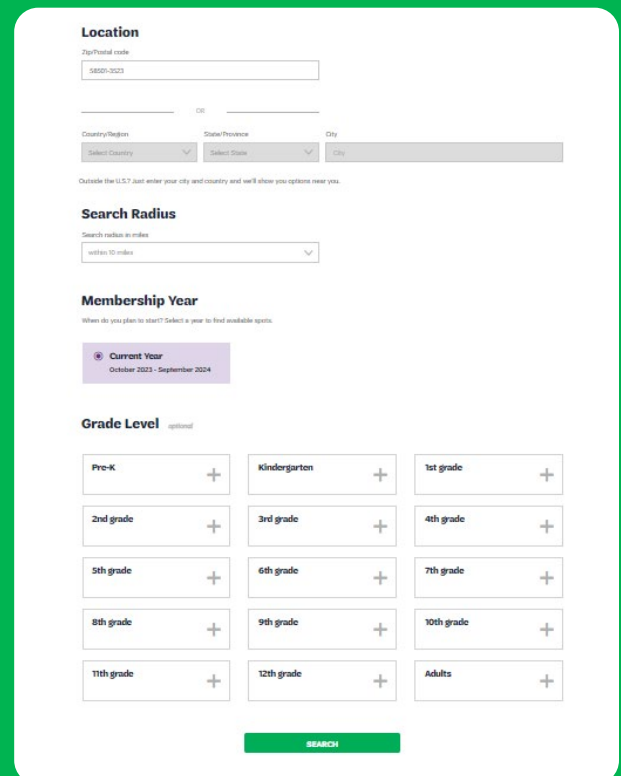 Location
Zip/Postal code
58501-3523
OR
Country/Region State/Province City
Select Country Select State City
Outside the U.S.? Just enter your city and country and we'll show you options near you.
Search Radius
Search radius in miles
within 10 miles
Membership Year
When do you plan to start? Select a year to find available spots.
Current Year
October 2023 - September 2024
Grade Level optional
Pre-K Kindergarten 1st grade
2nd grade 3rd grade 4th grade
5th grade 6th grade 7th grade
8th grade 9th grade 10th grade
11th grade 12th grade Adults
SEARCH